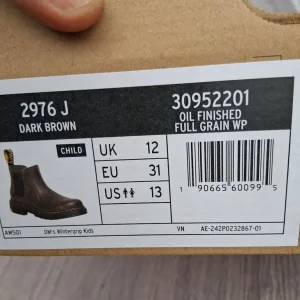 2976 J
DARK BROWN
30952201
OIL FINISHED
FULL GRAIN WP
CHILD
UK 12
EU 31
US 13
1 90665 60099 5
AW501
DM's Wintergrip Kids
VN
AE-242P0232867-01